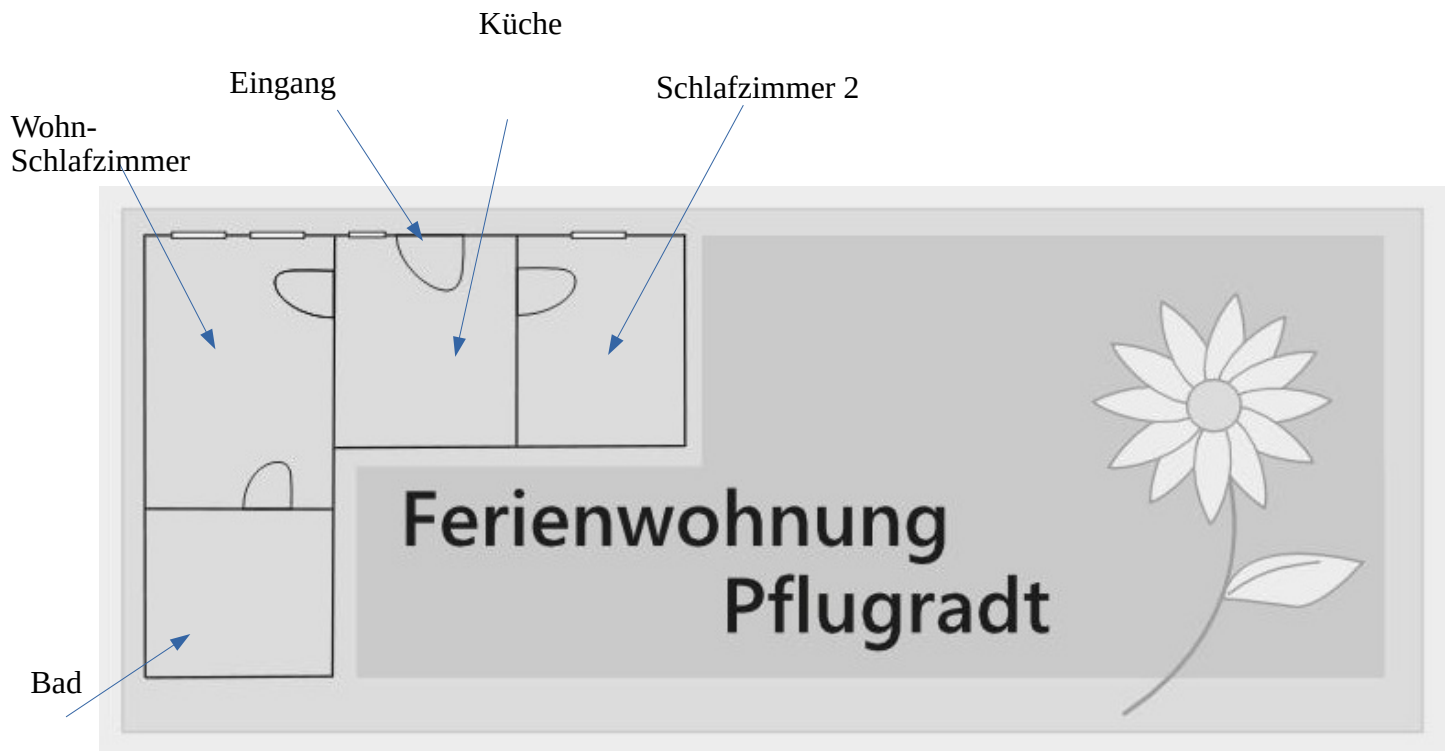 Küche
Eingang
Schlafzimmer 2
Wohn-
Schlafzimmer
Ferienwohnung
Pflugradt
Bad